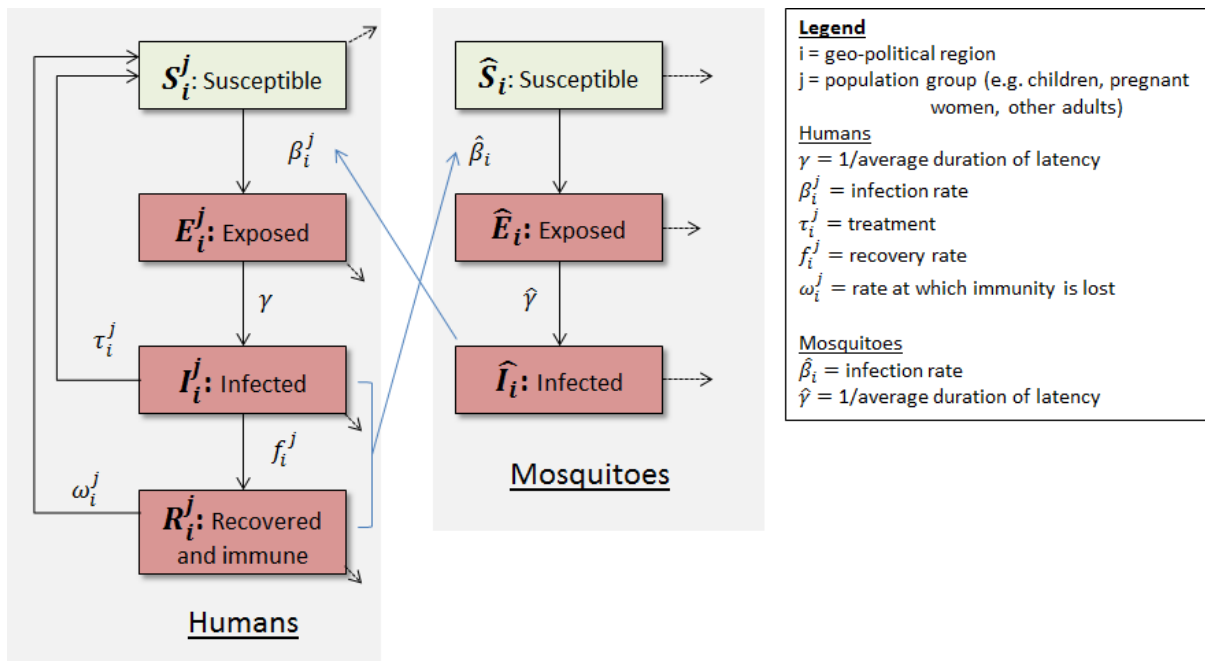 S_i^j: Susceptible
β_i^j
E_i^j: Exposed
γ
τ_i^j
I_i^j: Infected
f_i^j
ω_i^j
R_i^j: Recovered
and immune
Humans
Ŝ_i: Susceptible
β̂_i
Ê_i: Exposed
γ̂
Î_i: Infected
Mosquitoes
Legend
i = geo-political region
j = population group (e.g. children, pregnant
women, other adults)
Humans
γ = 1/average duration of latency
β_i^j = infection rate
τ_i^j = treatment
f_i^j = recovery rate
ω_i^j = rate at which immunity is lost
Mosquitoes
β̂_i = infection rate
γ̂ = 1/average duration of latency